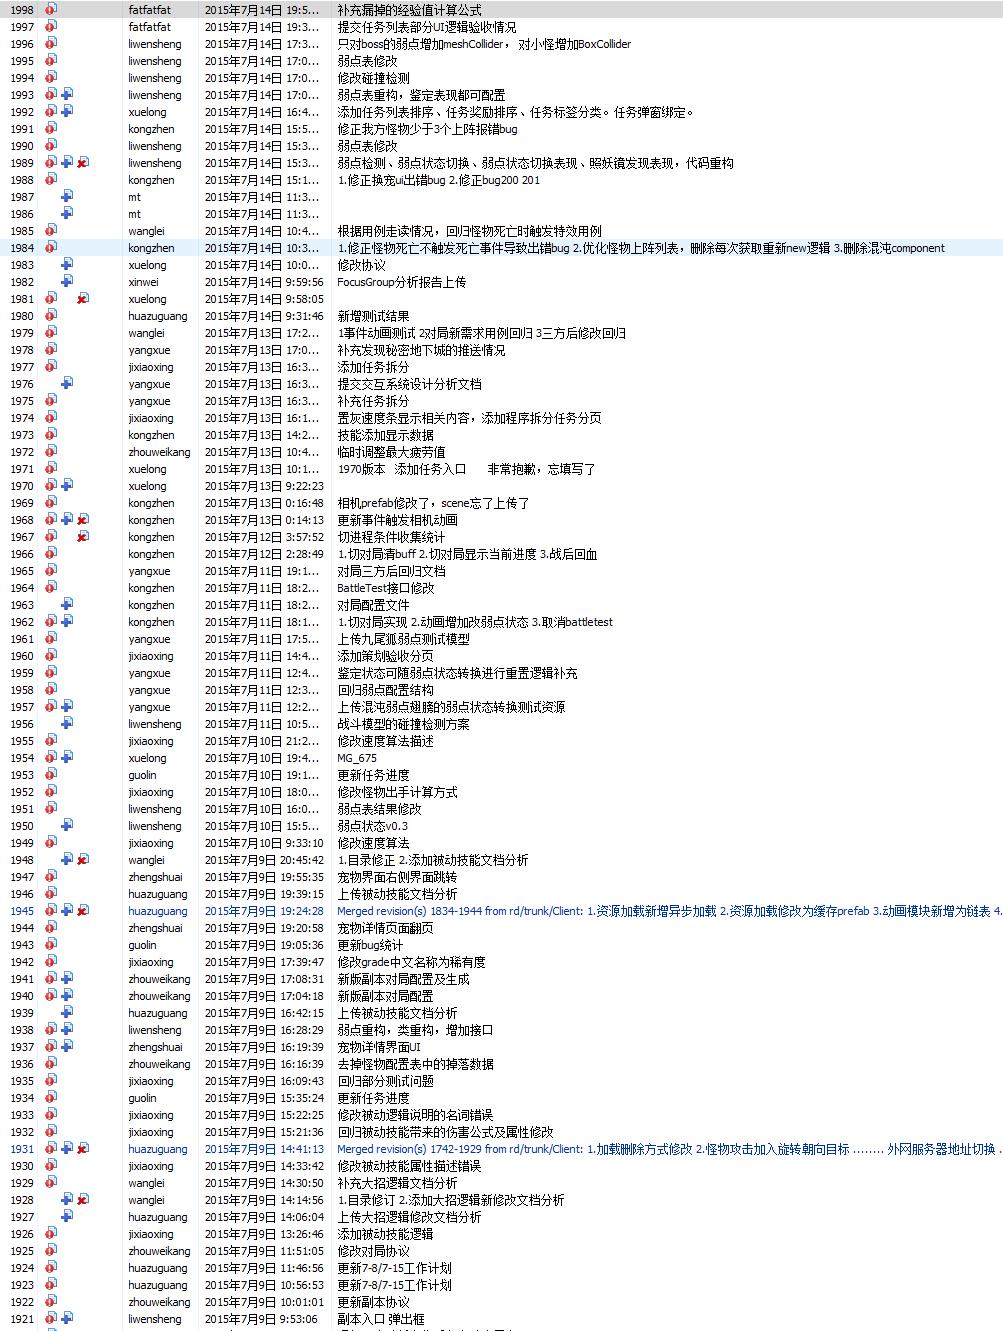 1998 fatfatfat 2015年7月14日 19:5... 补充漏掉的经验值计算公式
1997 fatfatfat 2015年7月14日 19:3... 提交任务列表部分UI逻辑验收情况
1996 liwensheng 2015年7月14日 17:3... 只对boss的弱点增加meshCollider， 对小怪增加BoxCollider
1995 liwensheng 2015年7月14日 17:0... 弱点表修改
1994 liwensheng 2015年7月14日 17:0... 修改碰撞检测
1993 liwensheng 2015年7月14日 17:0... 弱点表重构，鉴定表现都可配置
1992 xuelong 2015年7月14日 16:4... 添加任务列表排序、任务奖励排序、任务标签分类。任务弹窗绑定。
1991 kongzhen 2015年7月14日 15:5... 修正我方怪物少于3个上阵报错bug
1990 liwensheng 2015年7月14日 15:3... 弱点表修改
1989 liwensheng 2015年7月14日 15:3... 弱点检测、弱点状态切换、弱点状态切换表现、照妖镜发现表现，代码重构
1988 kongzhen 2015年7月14日 15:1... 1.修正换宠ui出错bug 2.修正bug200 201
1987 mt 2015年7月14日 11:3...
1986 mt 2015年7月14日 11:3...
1985 wanglei 2015年7月14日 10:4... 根据用例走读情况，回归怪物死亡时触发特效用例
1984 kongzhen 2015年7月14日 10:3... 1.修正怪物死亡不触发死亡事件导致出错bug 2.优化怪物上阵列表，删除每次获取重新new逻辑 3.删除混沌component
1983 xuelong 2015年7月14日 10:0... 修改协议
1982 xinwei 2015年7月14日 9:59:56 FocusGroup分析报告上传
1981 xuelong 2015年7月14日 9:58:05
1980 huazuguang 2015年7月14日 9:31:46 新增测试结果
1979 wanglei 2015年7月13日 17:2... 1事件动画测试 2对局新需求用例回归 3三方后修改回归
1978 yangxue 2015年7月13日 17:0... 补充发现秘密地下城的推送情况
1977 jixiaoxing 2015年7月13日 16:3... 添加任务拆分
1976 yangxue 2015年7月13日 16:3... 提交交互系统设计分析文档
1975 yangxue 2015年7月13日 16:3... 补充任务拆分
1974 jixiaoxing 2015年7月13日 16:1... 置灰速度条显示相关内容，添加程序拆分任务分页
1973 kongzhen 2015年7月13日 14:2... 技能添加显示数据
1972 zhouweikang 2015年7月13日 10:4... 临时调整最大疲劳值
1971 xuelong 2015年7月13日 10:1... 1970版本 添加任务入口 非常抱歉，忘填写了
1970 xuelong 2015年7月13日 9:22:23
1969 kongzhen 2015年7月13日 0:16:48 相机prefab修改了，scene忘了上传了
1968 kongzhen 2015年7月13日 0:14:13 更新事件触发相机动画
1967 kongzhen 2015年7月12日 3:57:52 切进程条件收集统计
1966 kongzhen 2015年7月12日 2:28:49 1.切对局清buff 2.切对局显示当前进度 3.战后回血
1965 yangxue 2015年7月11日 19:1... 对局三方后回归文档
1964 kongzhen 2015年7月11日 18:2... BattleTest接口修改
1963 kongzhen 2015年7月11日 18:2... 对局配置文件
1962 kongzhen 2015年7月11日 18:1... 1.切对局实现 2.动画增加改弱点状态 3.取消battletest
1961 yangxue 2015年7月11日 17:5... 上传九尾狐弱点测试模型
1960 jixiaoxing 2015年7月11日 14:4... 添加策划验收分页
1959 yangxue 2015年7月11日 12:4... 鉴定状态可随弱点状态转换进行重置逻辑补充
1958 yangxue 2015年7月11日 12:3... 回归弱点配置结构
1957 yangxue 2015年7月11日 12:2... 上传混沌弱点翅膀的弱点状态转换测试资源
1956 liwensheng 2015年7月11日 10:5... 战斗模型的碰撞检测方案
1955 jixiaoxing 2015年7月10日 21:2... 修改速度算法描述
1954 xuelong 2015年7月10日 19:4... MG_675
1953 guolin 2015年7月10日 19:1... 更新任务进度
1952 jixiaoxing 2015年7月10日 18:0... 修改怪物出手计算方式
1951 liwensheng 2015年7月10日 16:0... 弱点表结果修改
1950 liwensheng 2015年7月10日 15:5... 弱点状态v0.3
1949 jixiaoxing 2015年7月10日 9:33:10 修改速度算法
1948 wanglei 2015年7月9日 20:45:42 1.目录修正 2.添加被动技能文档分析
1947 zhengshuai 2015年7月9日 19:55:35 宠物界面右侧界面跳转
1946 huazuguang 2015年7月9日 19:39:15 上传被动技能文档分析
1945 huazuguang 2015年7月9日 19:24:28 Merged revision(s) 1834-1944 from rd/trunk/Client: 1.资源加载新增异步加载 2.资源加载修改为缓存prefab 3.动画模块新增为链表 4.
1944 zhengshuai 2015年7月9日 19:20:58 宠物详情页面翻页
1943 guolin 2015年7月9日 19:05:36 更新bug统计
1942 jixiaoxing 2015年7月9日 17:39:47 修改grade中文名称为稀有度
1941 zhouweikang 2015年7月9日 17:08:31 新版副本对局配置及生成
1940 zhouweikang 2015年7月9日 17:04:18 新版副本对局配置
1939 huazuguang 2015年7月9日 16:42:15 上传被动技能文档分析
1938 liwensheng 2015年7月9日 16:28:29 弱点重构，类重构，增加接口
1937 zhengshuai 2015年7月9日 16:19:39 宠物详情界面UI
1936 zhouweikang 2015年7月9日 16:16:39 去掉怪物配置表中的掉落数据
1935 jixiaoxing 2015年7月9日 16:09:43 回归部分测试问题
1934 guolin 2015年7月9日 15:35:24 更新任务进度
1933 jixiaoxing 2015年7月9日 15:22:25 修改被动逻辑说明的名词错误
1932 jixiaoxing 2015年7月9日 15:21:36 回归被动技能带来的伤害公式及属性修改
1931 huazuguang 2015年7月9日 14:41:13 Merged revision(s) 1742-1929 from rd/trunk/Client: 1.加载删除方式修改 2.怪物攻击加入旋转朝向目标 ........ 外网服务器地址切换 .
1930 jixiaoxing 2015年7月9日 14:33:42 修改被动技能属性描述错误
1929 wanglei 2015年7月9日 14:30:50 补充大招逻辑文档分析
1928 wanglei 2015年7月9日 14:14:56 1.目录修订 2.添加大招逻辑新修改文档分析
1927 huazuguang 2015年7月9日 14:06:04 上传大招逻辑修改文档分析
1926 jixiaoxing 2015年7月9日 13:26:46 添加被动技能逻辑
1925 zhouweikang 2015年7月9日 11:51:05 修改对局协议
1924 huazuguang 2015年7月9日 11:46:56 更新7-8/7-15工作计划
1923 huazuguang 2015年7月9日 10:56:53 更新7-8/7-15工作计划
1922 zhouweikang 2015年7月9日 10:01:01 更新副本协议
1921 liwensheng 2015年7月9日 9:53:06 副本入口 弹出框